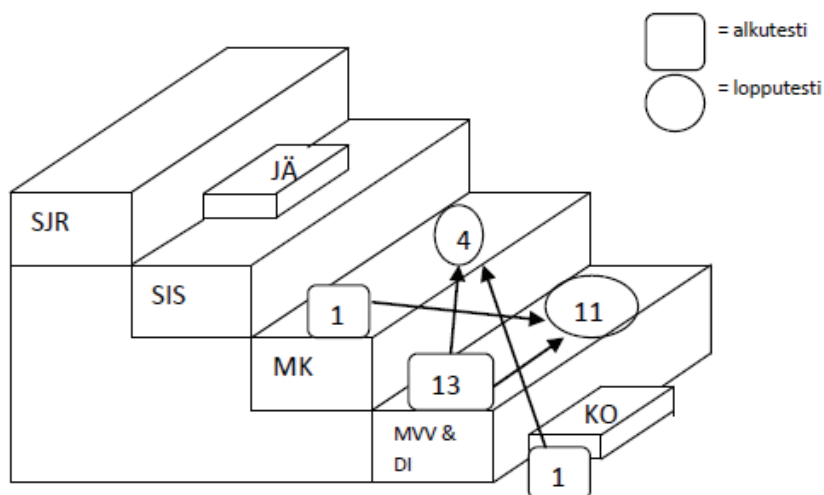 = alkutesti
= lopputesti
JÄ
SJR
4
SIS
1
11
MK
13
KO
MVV &
DI
1